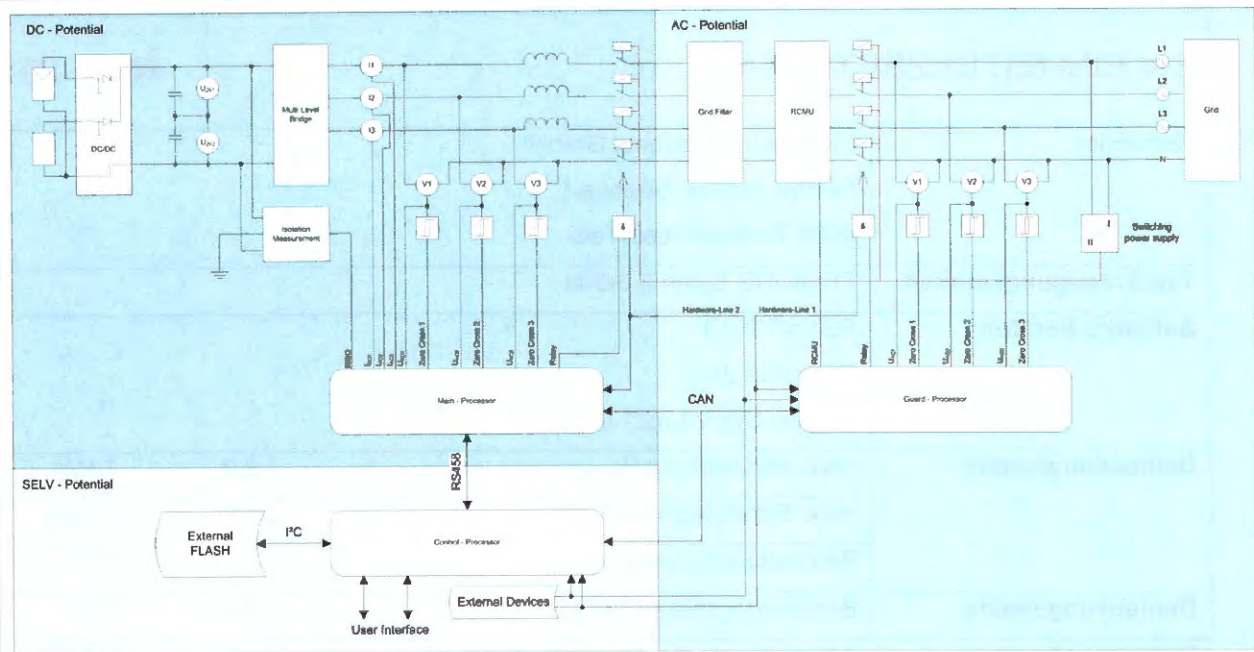 DC - Potential
AC - Potential
DC/DC
Multi Level
Bridge
Isolation
Measurement
I1
I2
I3
V1
V2
V3
&
Grid Filter
RCMU
&
V1
V2
V3
L1
L2
L3
N
Grid
I
II
Switching
power supply
Hardware-Line 2
Hardware-Line 1
Zero Cross 1
Zero Cross 2
Zero Cross 3
Relay
RCMU
Relay
Zero Cross 1
Zero Cross 2
Zero Cross 3
Main - Processor
CAN
Guard - Processor
RS458
SELV - Potential
External
FLASH
I²C
Control - Processor
External Devices
User Interface